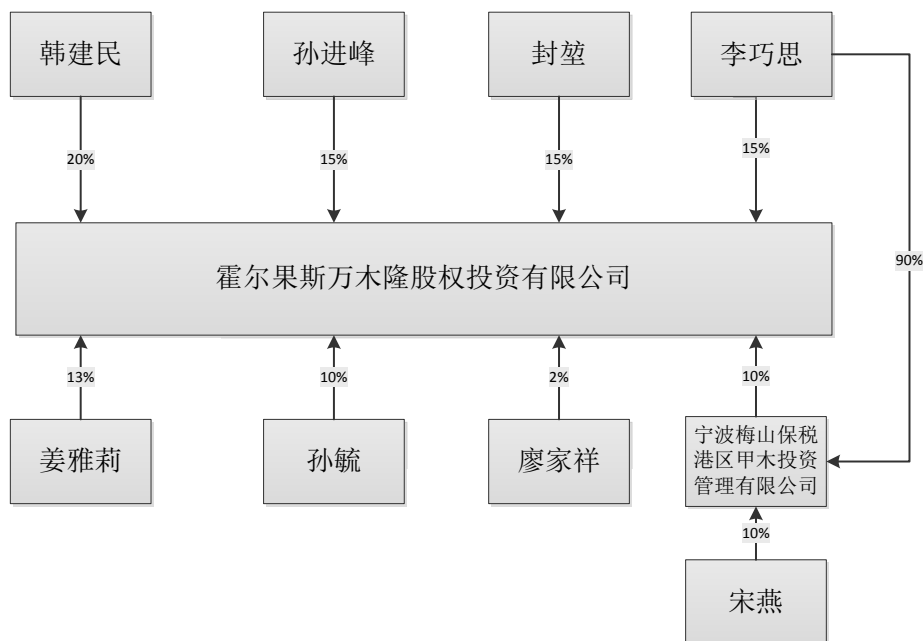 韩建民
孙进峰
封堃
李巧思
20%
15%
15%
15%
霍尔果斯万木隆股权投资有限公司
90%
13%
10%
2%
10%
姜雅莉
孙毓
廖家祥
宁波梅山保税
港区甲木投资
管理有限公司
10%
宋燕